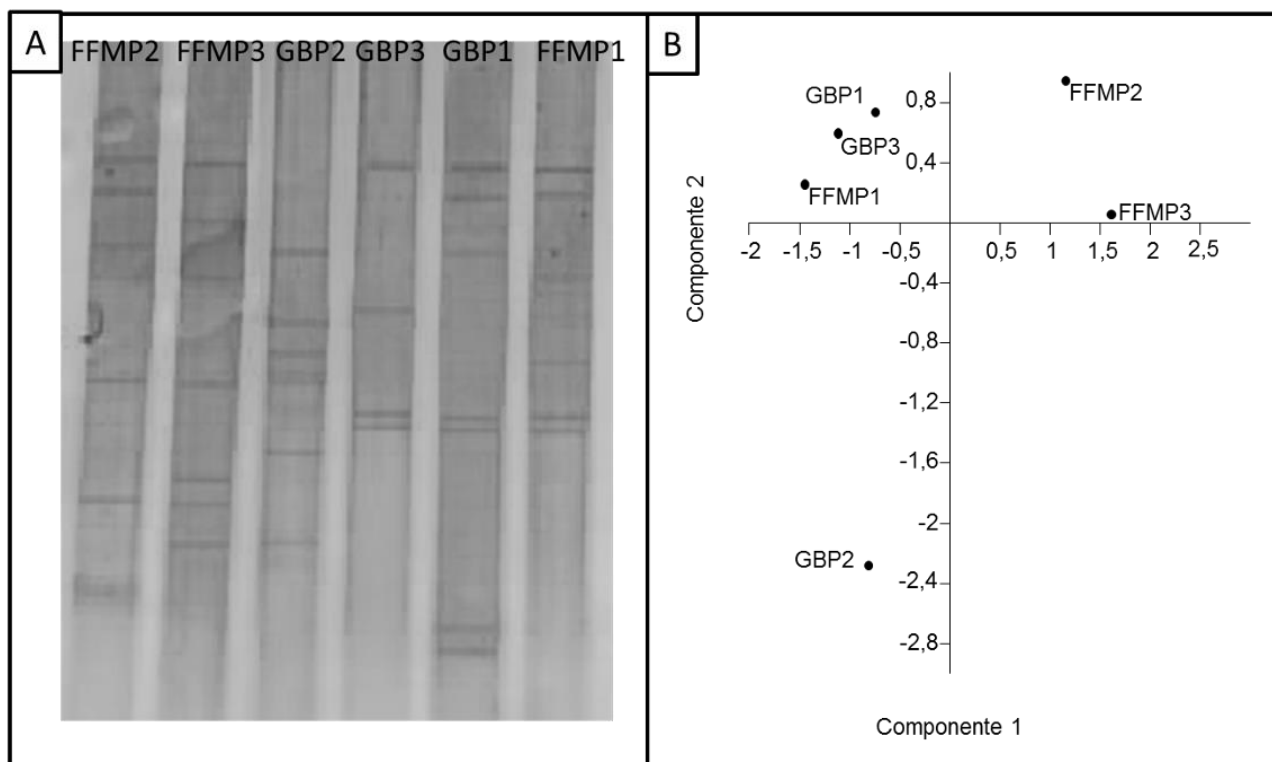 A
FFMP2 FFMP3 GBP2 GBP3 GBP1 FFMP1
B
0,8
0,4
-0,4
-0,8
-1,2
-1,6
-2
-2,4
-2,8
-2 -1,5 -1 -0,5 0,5 1 1,5 2 2,5
GBP1
GBP3
FFMP1
FFMP2
FFMP3
GBP2
Componente 2
Componente 1